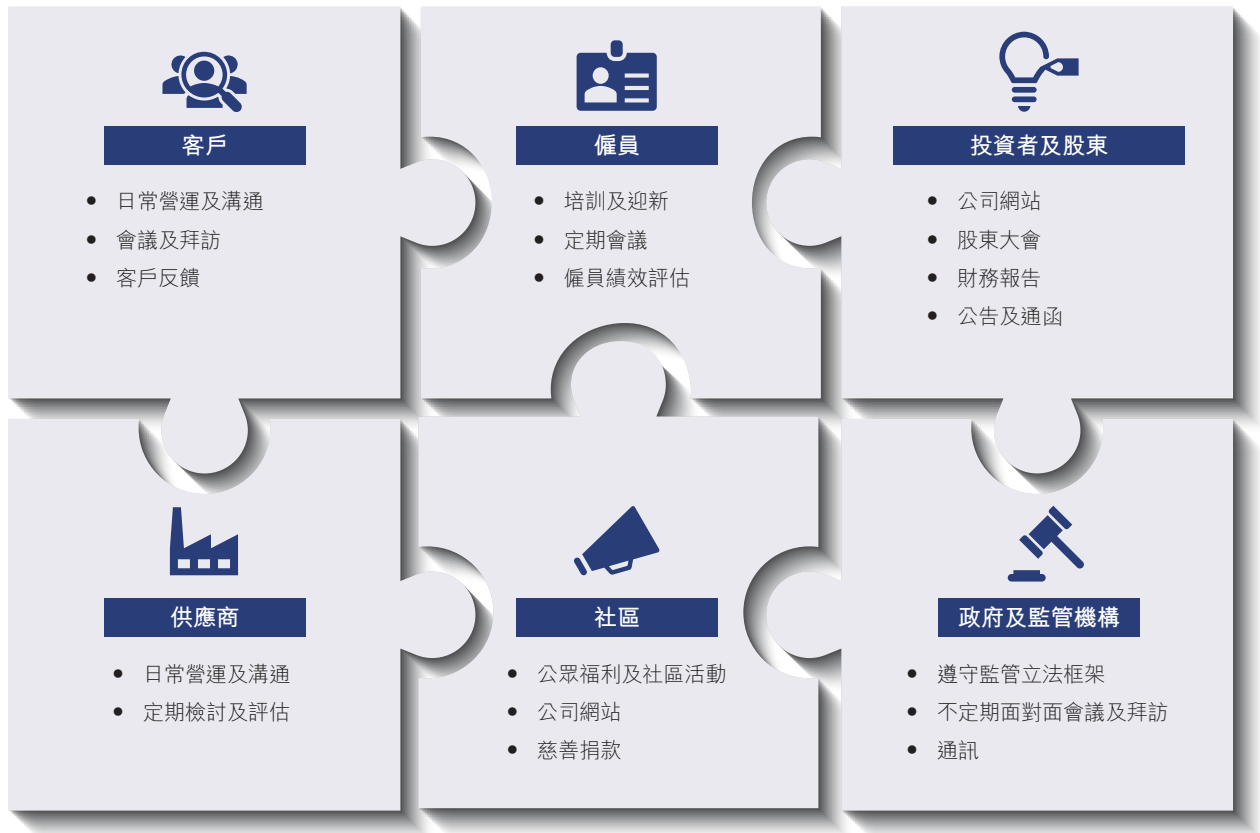 客戶
• 日常營運及溝通
• 會議及拜訪
• 客戶反饋
僱員
• 培訓及迎新
• 定期會議
• 僱員績效評估
投資者及股東
• 公司網站
• 股東大會
• 財務報告
• 公告及通函
供應商
• 日常營運及溝通
• 定期檢討及評估
社區
• 公眾福利及社區活動
• 公司網站
• 慈善捐款
政府及監管機構
• 遵守監管立法框架
• 不定期面對面會議及拜訪
• 通訊